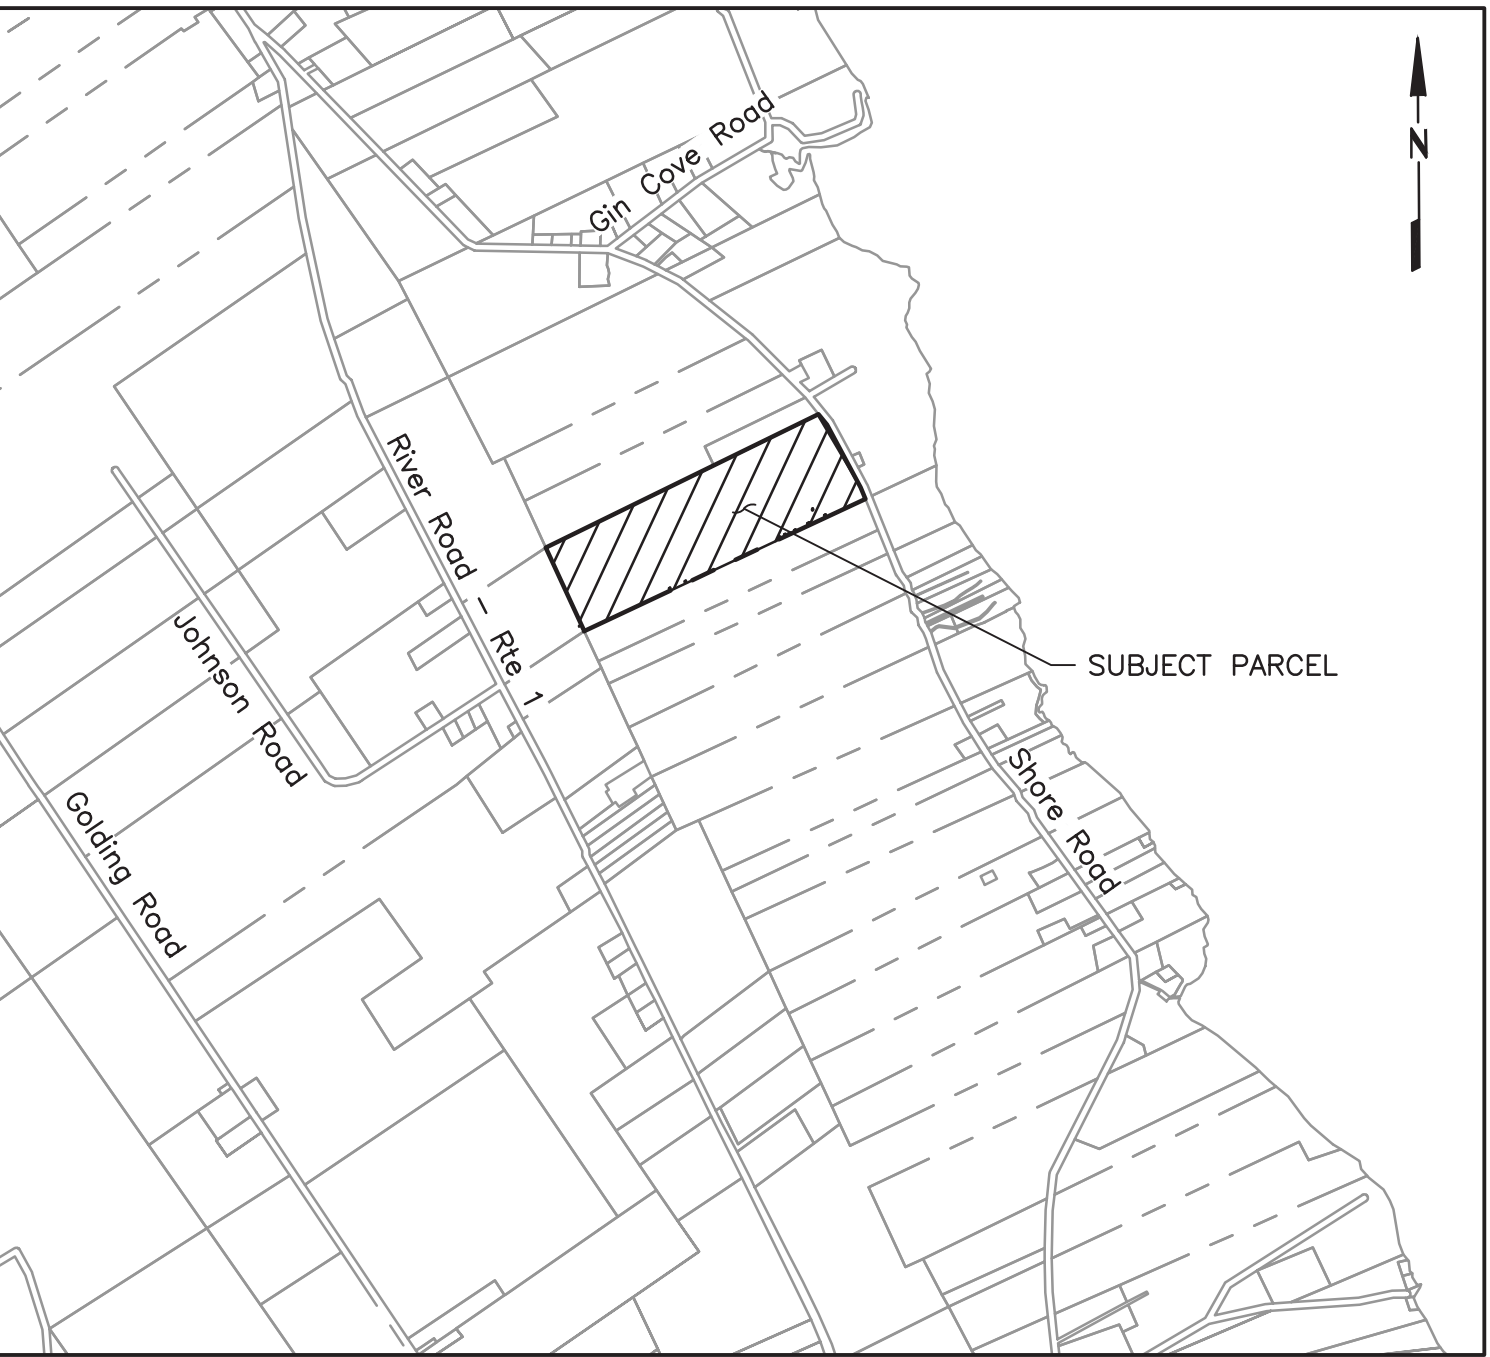 N
Gin Cove Road
River Road - Rte 1
Johnson Road
SUBJECT PARCEL
Shore Road
Golding Road